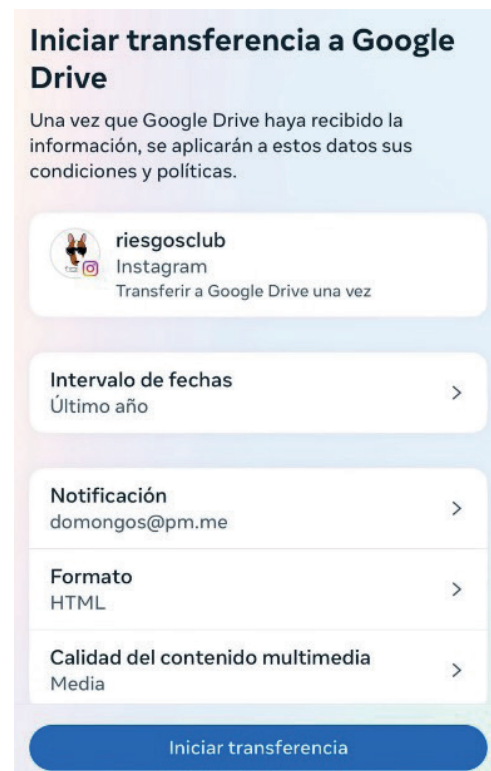 Iniciar transferencia a Google
Drive
Una vez que Google Drive haya recibido la
información, se aplicarán a estos datos sus
condiciones y políticas.
riesgosclub
Instagram
Transferir a Google Drive una vez
Intervalo de fechas
Último año
Notificación
domongos@pm.me
Formato
HTML
Calidad del contenido multimedia
Media
Iniciar transferencia